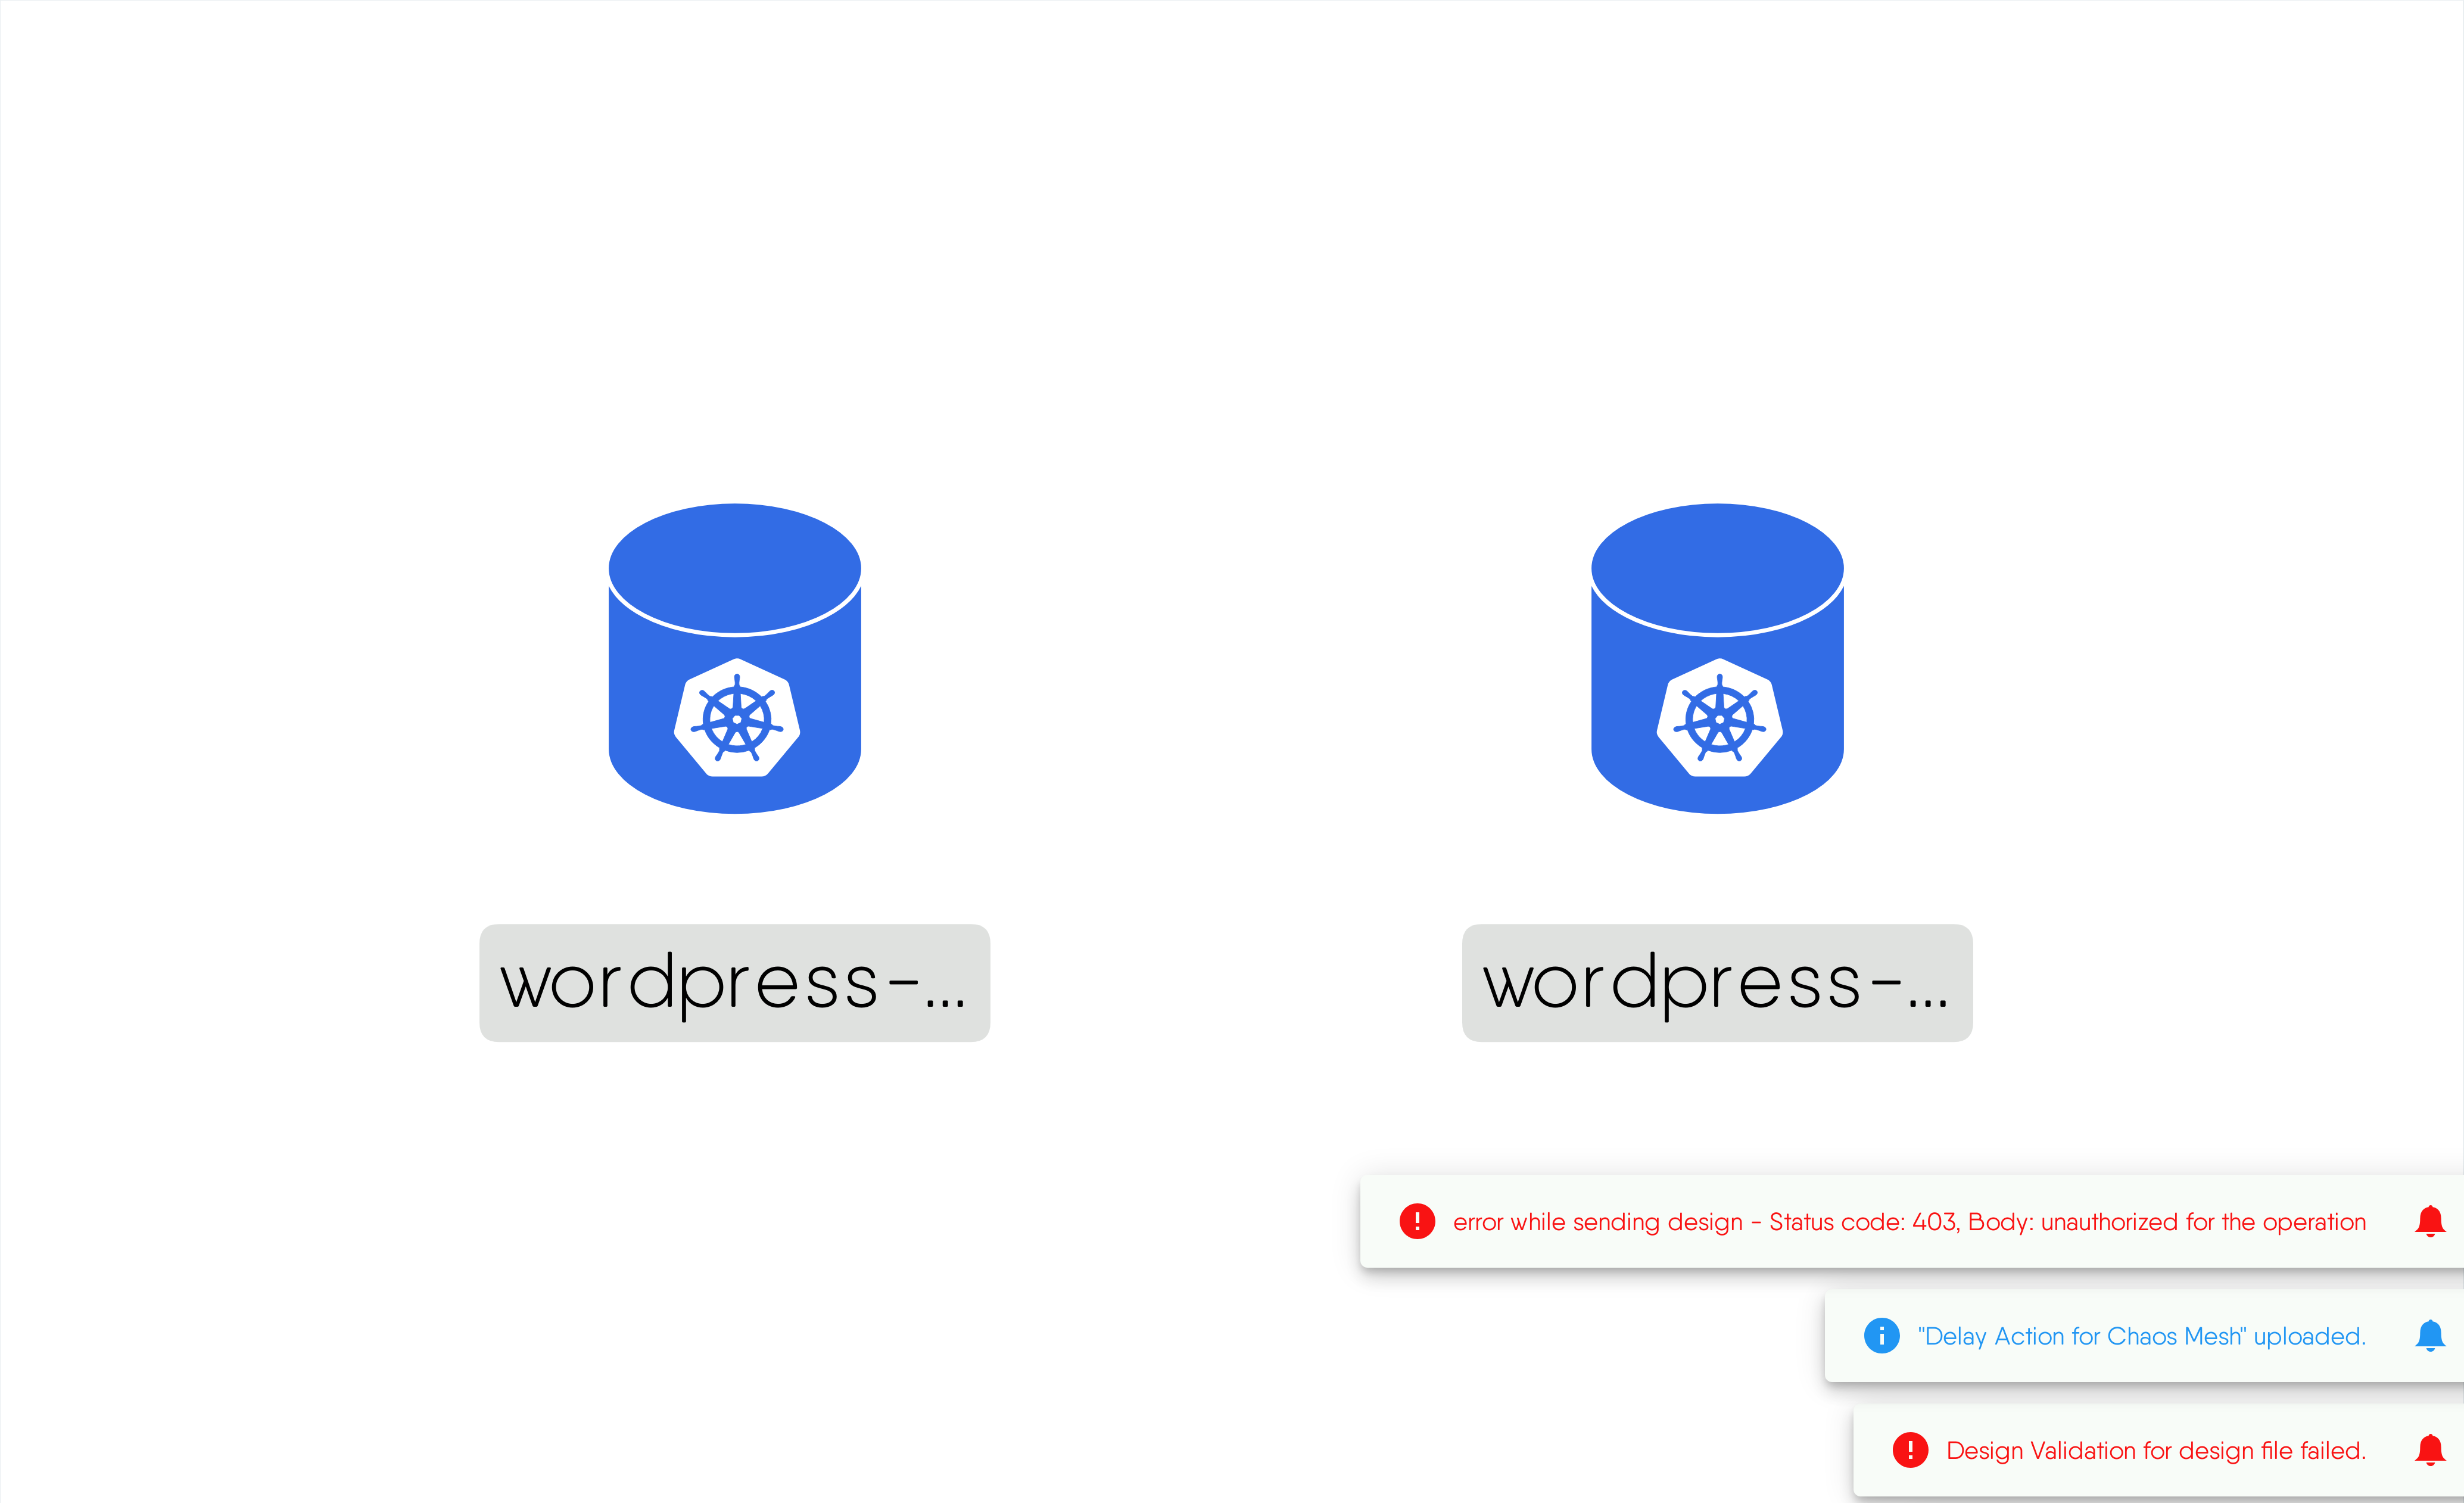 wordpress-...
wordpress-...
error while sending design - Status code: 403, Body: unauthorized for the operation
"Delay Action for Chaos Mesh" uploaded.
Design Validation for design file failed.